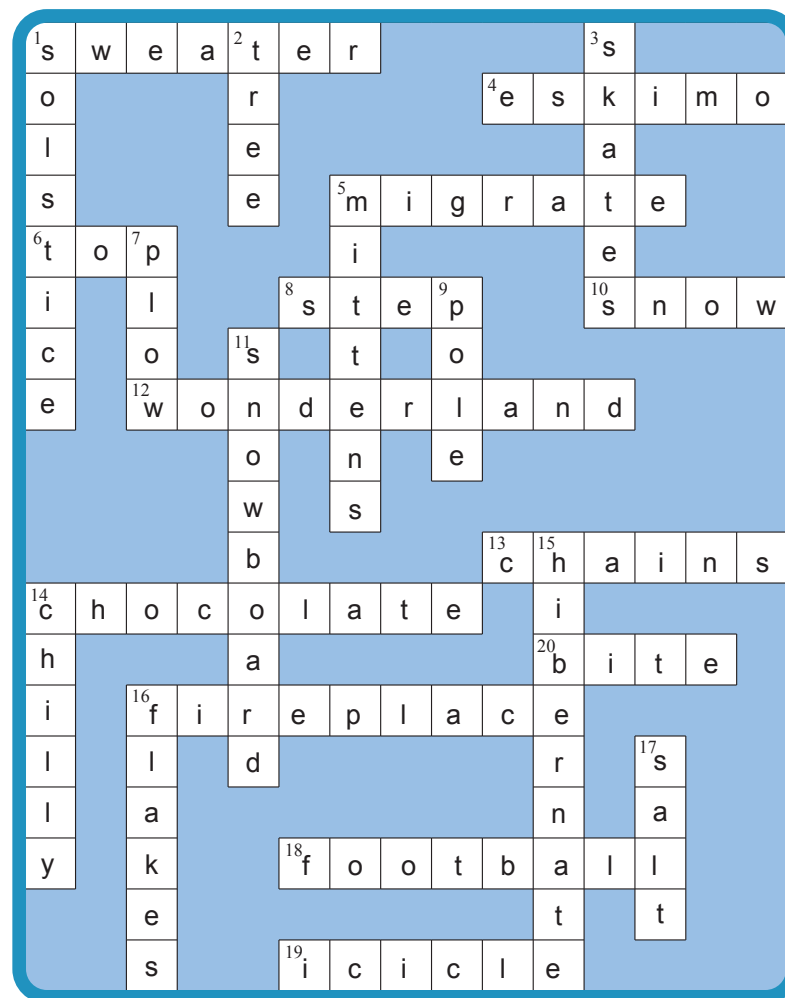 1 s w e a 2 t e r 3 s
o r 4 e s k i m o
l e a
s e 5 m i g r a t e
6 t o 7 p i e
i l 8 s t e 9 p 10 s n o w
c o 11 s t o
e 12 w o n d e r l a n d
o n e
w s
b 13 c 15 h a i n s
14 c h o c o l a t e i
h a 20 b i t e
i 16 f i r e p l a c e
l l d r 17 s
l a n a
y k 18 f o o t b a l l
e t t
s 19 i c i c l e